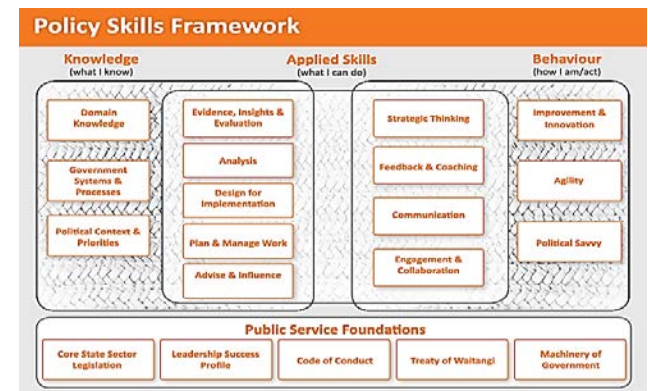 Policy Skills Framework
Knowledge
(what I know)
Applied Skills
(what I can do)
Behaviour
(how I am/act)
Domain
Knowledge
Government
Systems &
Processes
Political Context &
Priorities
Evidence, Insights &
Evaluation
Analysis
Design for
Implementation
Plan & Manage Work
Advise & Influence
Strategic Thinking
Feedback & Coaching
Communication
Engagement &
Collaboration
Improvement &
Innovation
Agility
Political Savvy
Public Service Foundations
Core State Sector
Legislation
Leadership Success
Profile
Code of Conduct
Treaty of Waitangi
Machinery of
Government